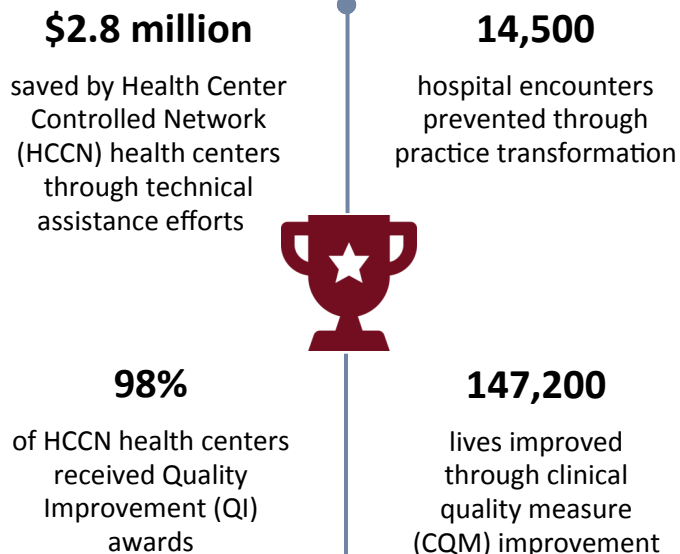 $2.8 million
saved by Health Center
Controlled Network
(HCCN) health centers
through technical
assistance efforts
14,500
hospital encounters
prevented through
practice transformation
98%
of HCCN health centers
received Quality
Improvement (QI)
awards
147,200
lives improved
through clinical
quality measure
(CQM) improvement